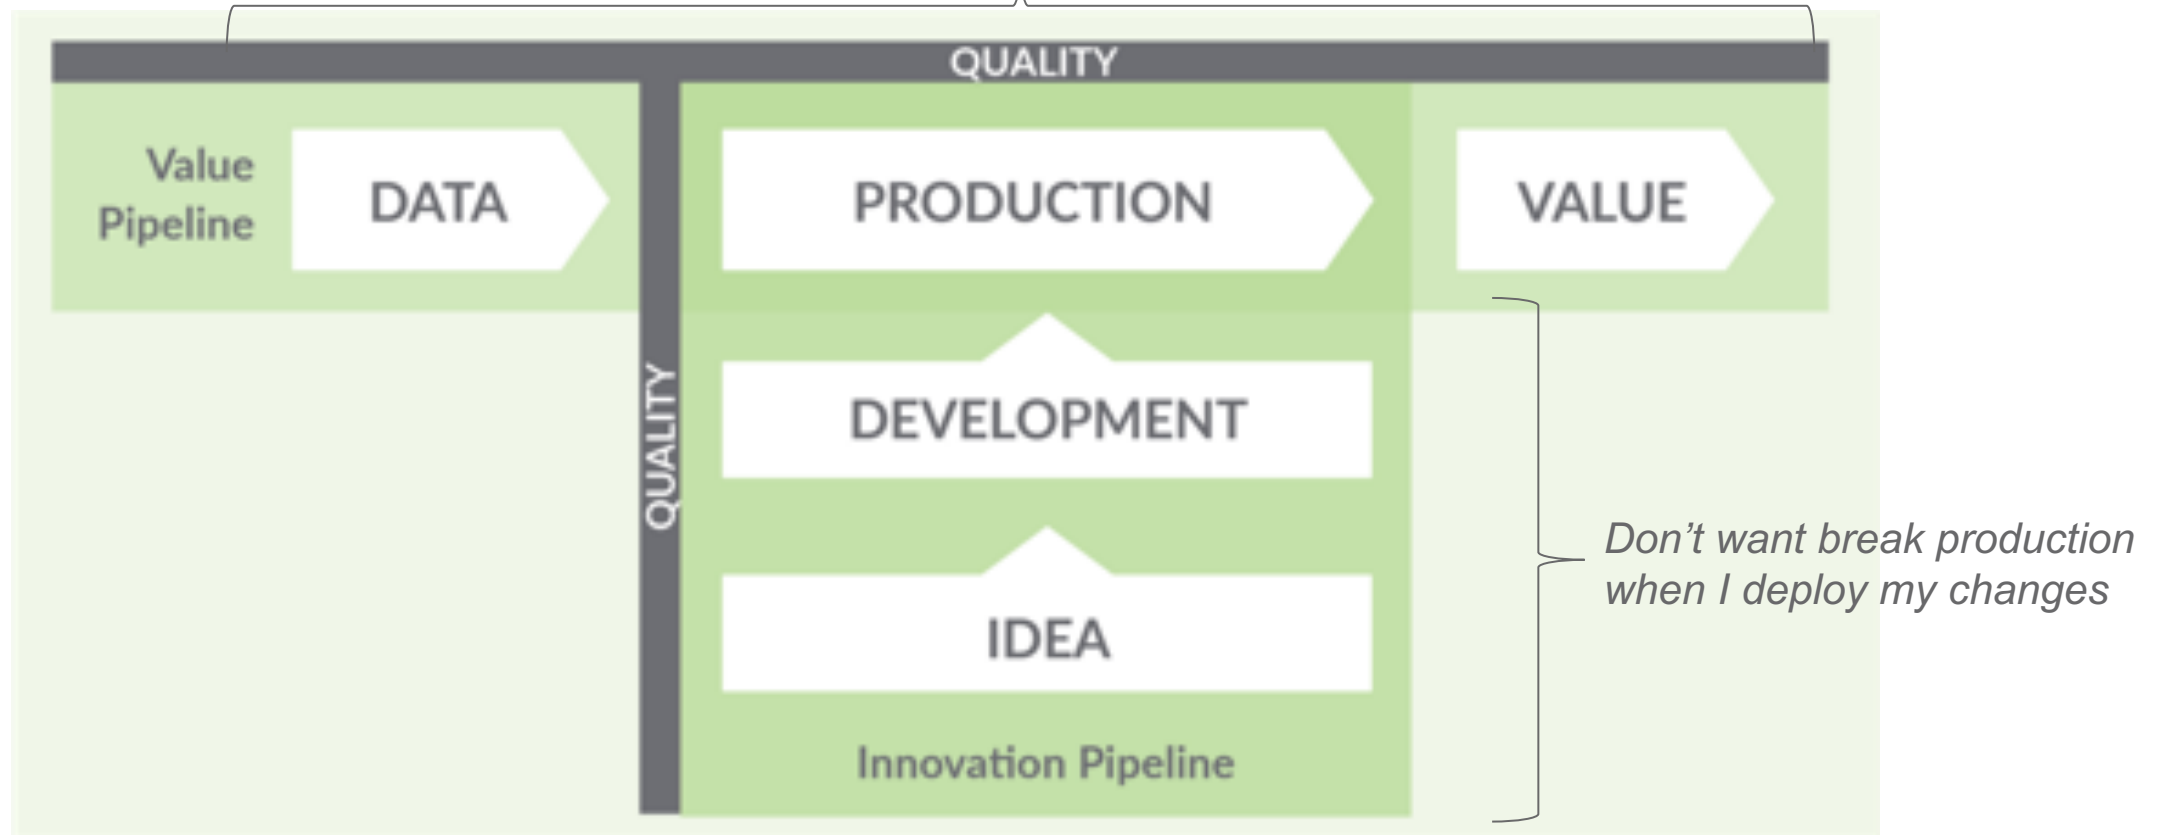 QUALITY
Value
Pipeline
DATA
PRODUCTION
VALUE
QUALITY
DEVELOPMENT
IDEA
Innovation Pipeline
Don’t want break production
when I deploy my changes